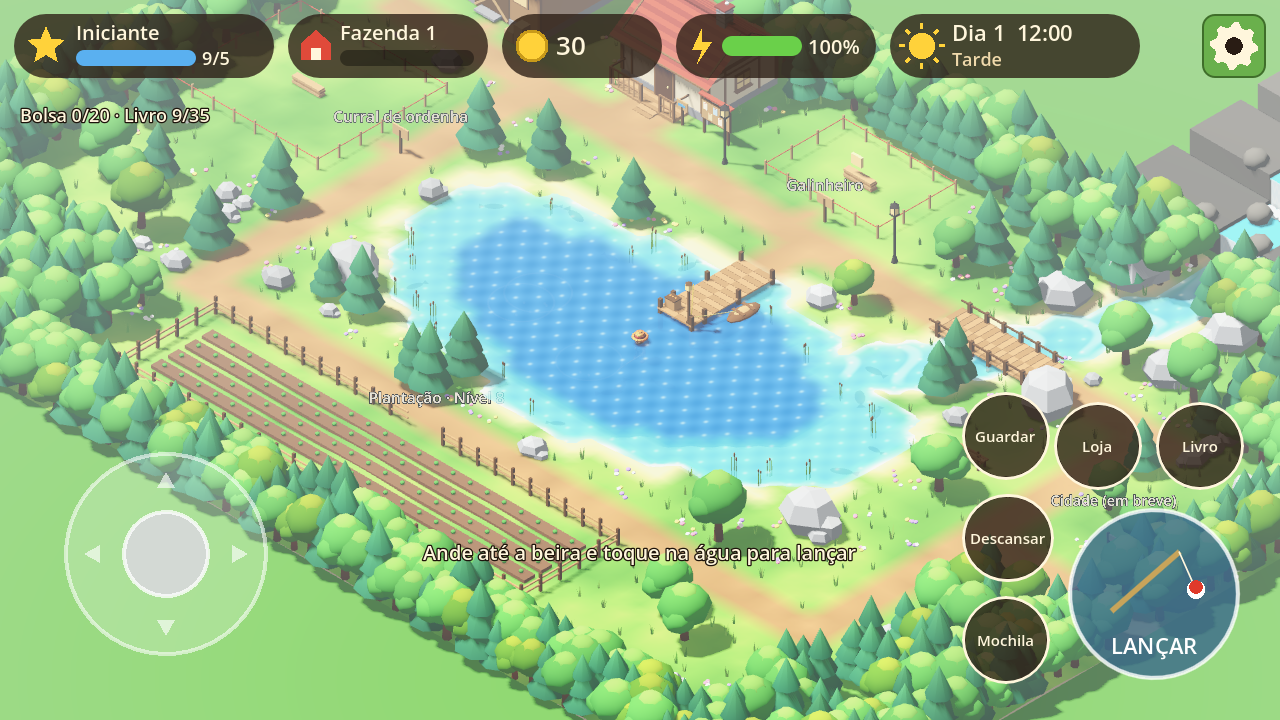 Iniciante
9/5
Fazenda 1
30
100%
Dia 1 12:00
Tarde
Bolsa 0/20 · Livro 9/35
Curral de ordenha
Galinheiro
Plantação · Nível
Guardar
Loja
Livro
Cidade (em breve)
Descansar
Ande até a beira e toque na água para lançar
Mochila
LANÇAR